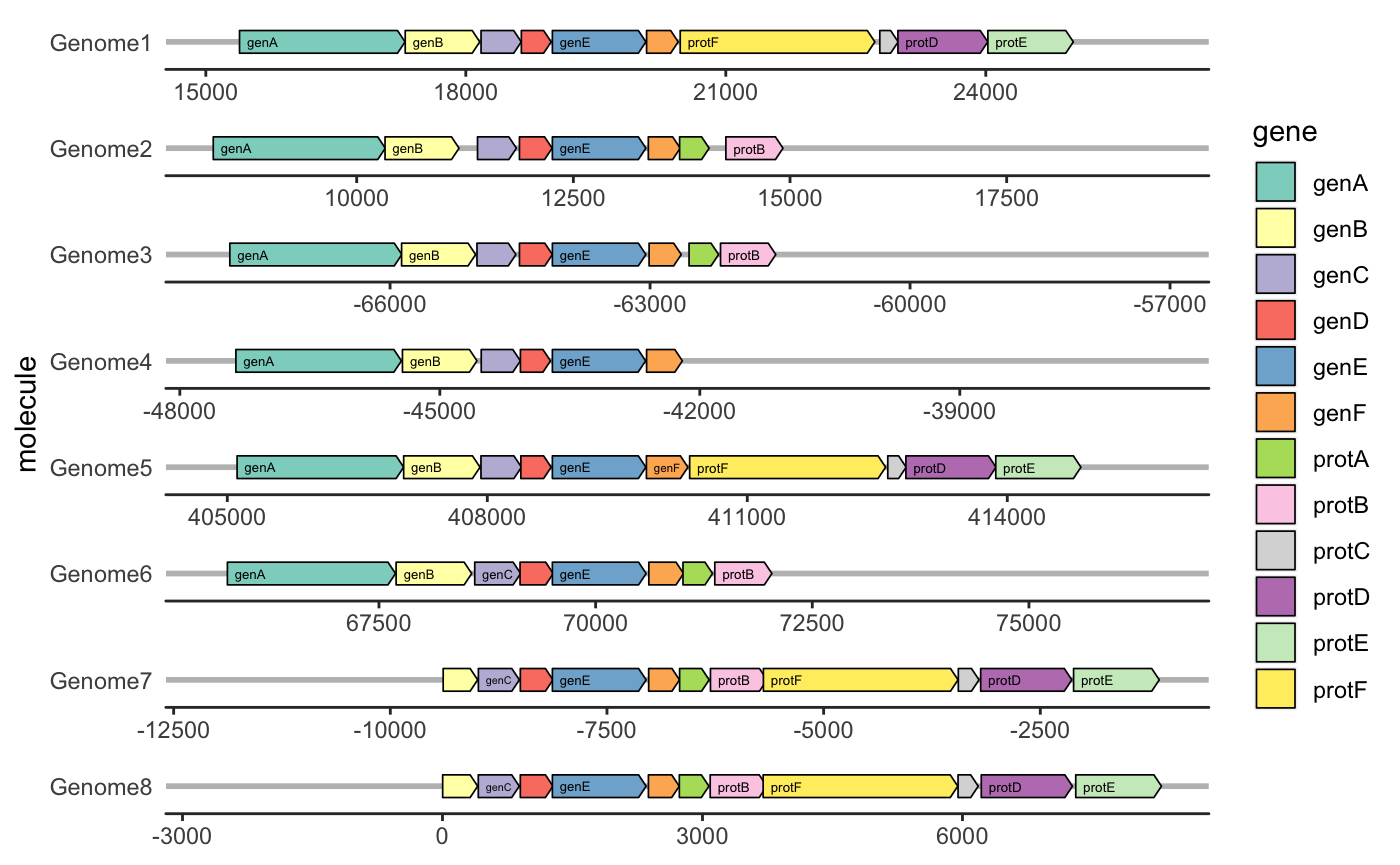 Genome1
genA genB genE protF protD protE
15000 18000 21000 24000
Genome2
genA genB genE protB
10000 12500 15000 17500
Genome3
genA genB genE protB
-66000 -63000 -60000 -57000
Genome4
genA genB genE
-48000 -45000 -42000 -39000
Genome5
genA genB genE genF protF protD protE
405000 408000 411000 414000
Genome6
genA genB genC genE protB
67500 70000 72500 75000
Genome7
genC genE protB protF protD protE
-12500 -10000 -7500 -5000 -2500
Genome8
genC genE protB protF protD protE
-3000 0 3000 6000
molecule
gene
genA
genB
genC
genD
genE
genF
protA
protB
protC
protD
protE
protF